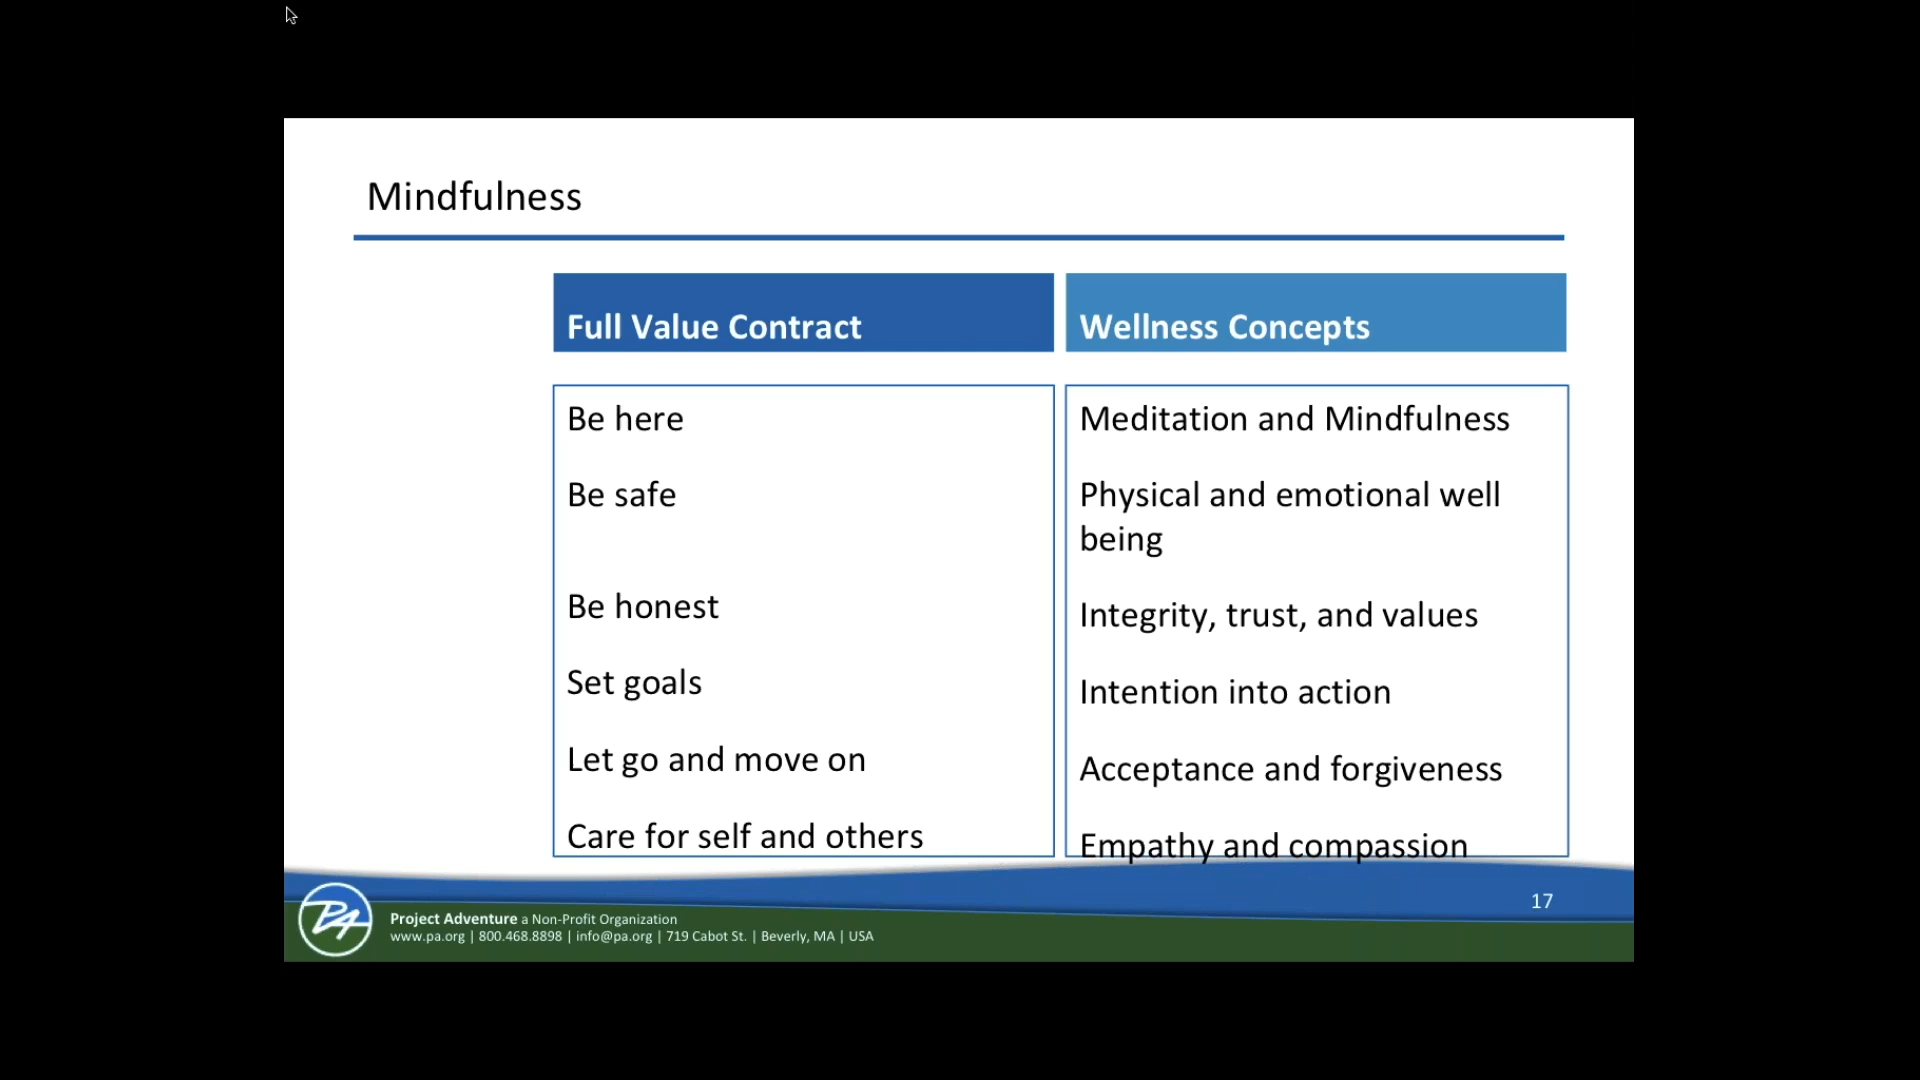 Mindfulness
Full Value Contract
Be here
Be safe
Be honest
Set goals
Let go and move on
Care for self and others
Wellness Concepts
Meditation and Mindfulness
Physical and emotional well
being
Integrity, trust, and values
Intention into action
Acceptance and forgiveness
Empathy and compassion
17
PA
Project Adventure a Non-Profit Organization
www.pa.org | 800.468.8898 | info@pa.org | 719 Cabot St. | Beverly, MA | USA